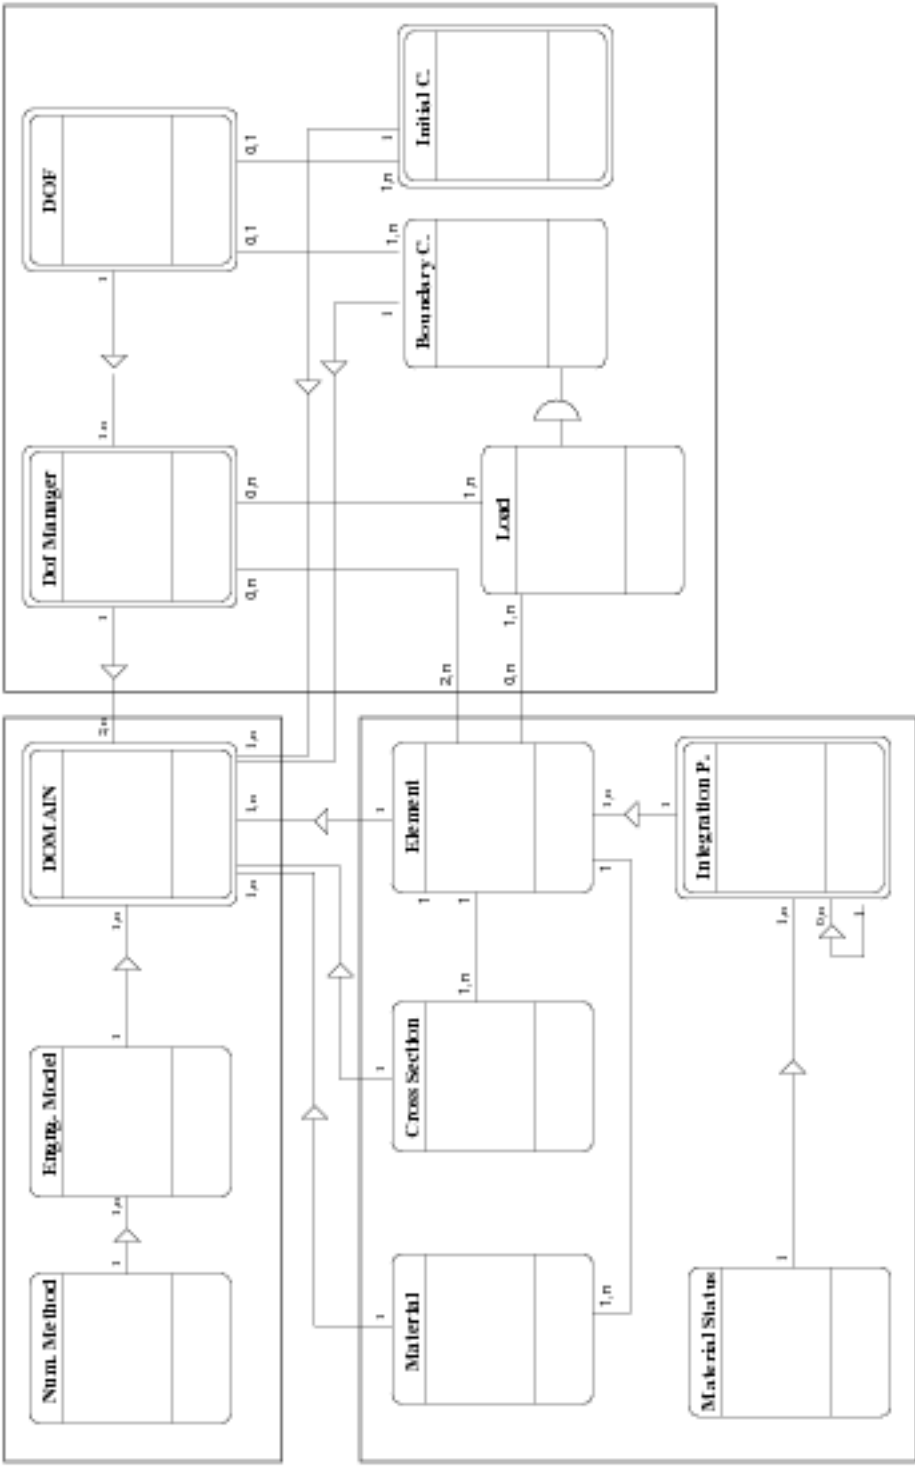 Num. Method
Engng. Model
DOMAIN
Dof Manager
DOF
1
1,n
1
1,n
1
1,n
1
1,n
1,n
1,n
0,n
0,n
0,1
0,1
1
1
1
1
1,n
1,n
1
Material
Cross Section
Element
Boundary C.
Initial C.
1
2,n
1,n
1
1,n
Load
0,n
1,n
1,n
1
1,n
1
Material Status
Integration P.
1
1,n
0,n
1